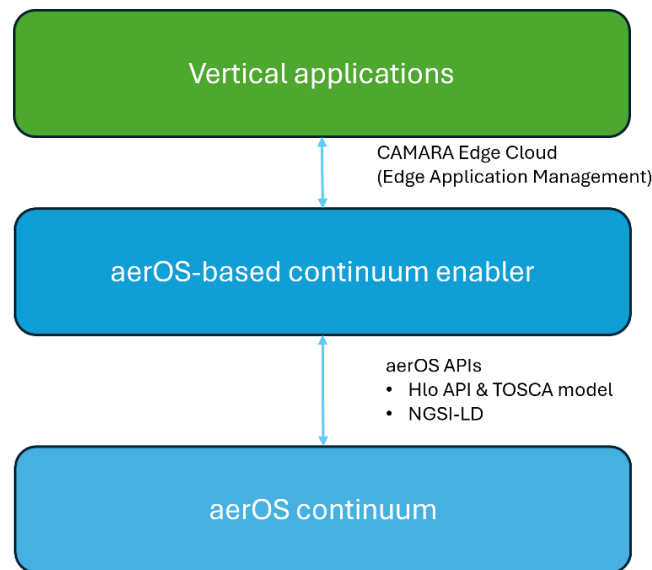 Vertical applications
CAMARA Edge Cloud
(Edge Application Management)
aerOS-based continuum enabler
aerOS APIs
• Hlo API & TOSCA model
• NGSI-LD
aerOS continuum